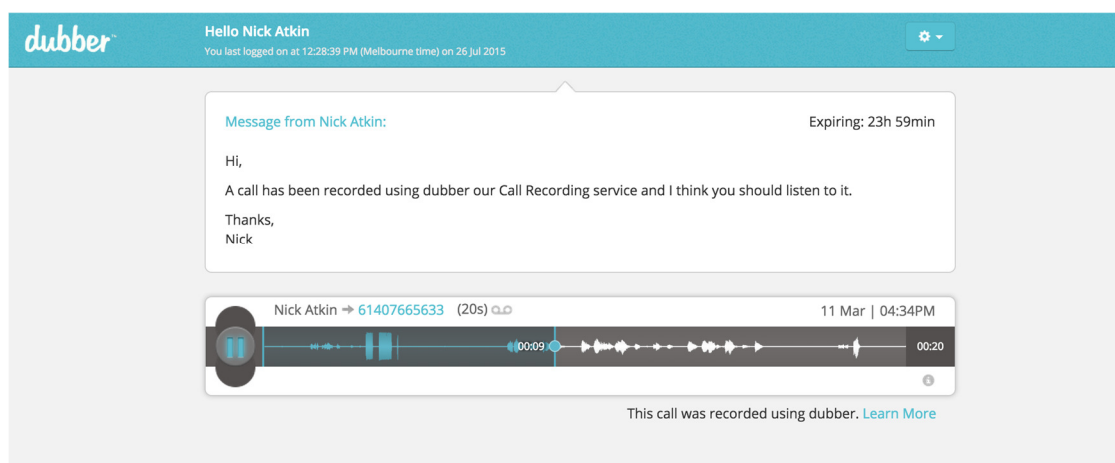 dubber™
Hello Nick Atkin
You last logged on at 12:28:39 PM (Melbourne time) on 26 Jul 2015
Message from Nick Atkin:
Expiring: 23h 59min
Hi,
A call has been recorded using dubber our Call Recording service and I think you should listen to it.
Thanks,
Nick
Nick Atkin ➔ 61407665633 (20s)
11 Mar | 04:34PM
00:09
00:20
This call was recorded using dubber. Learn More